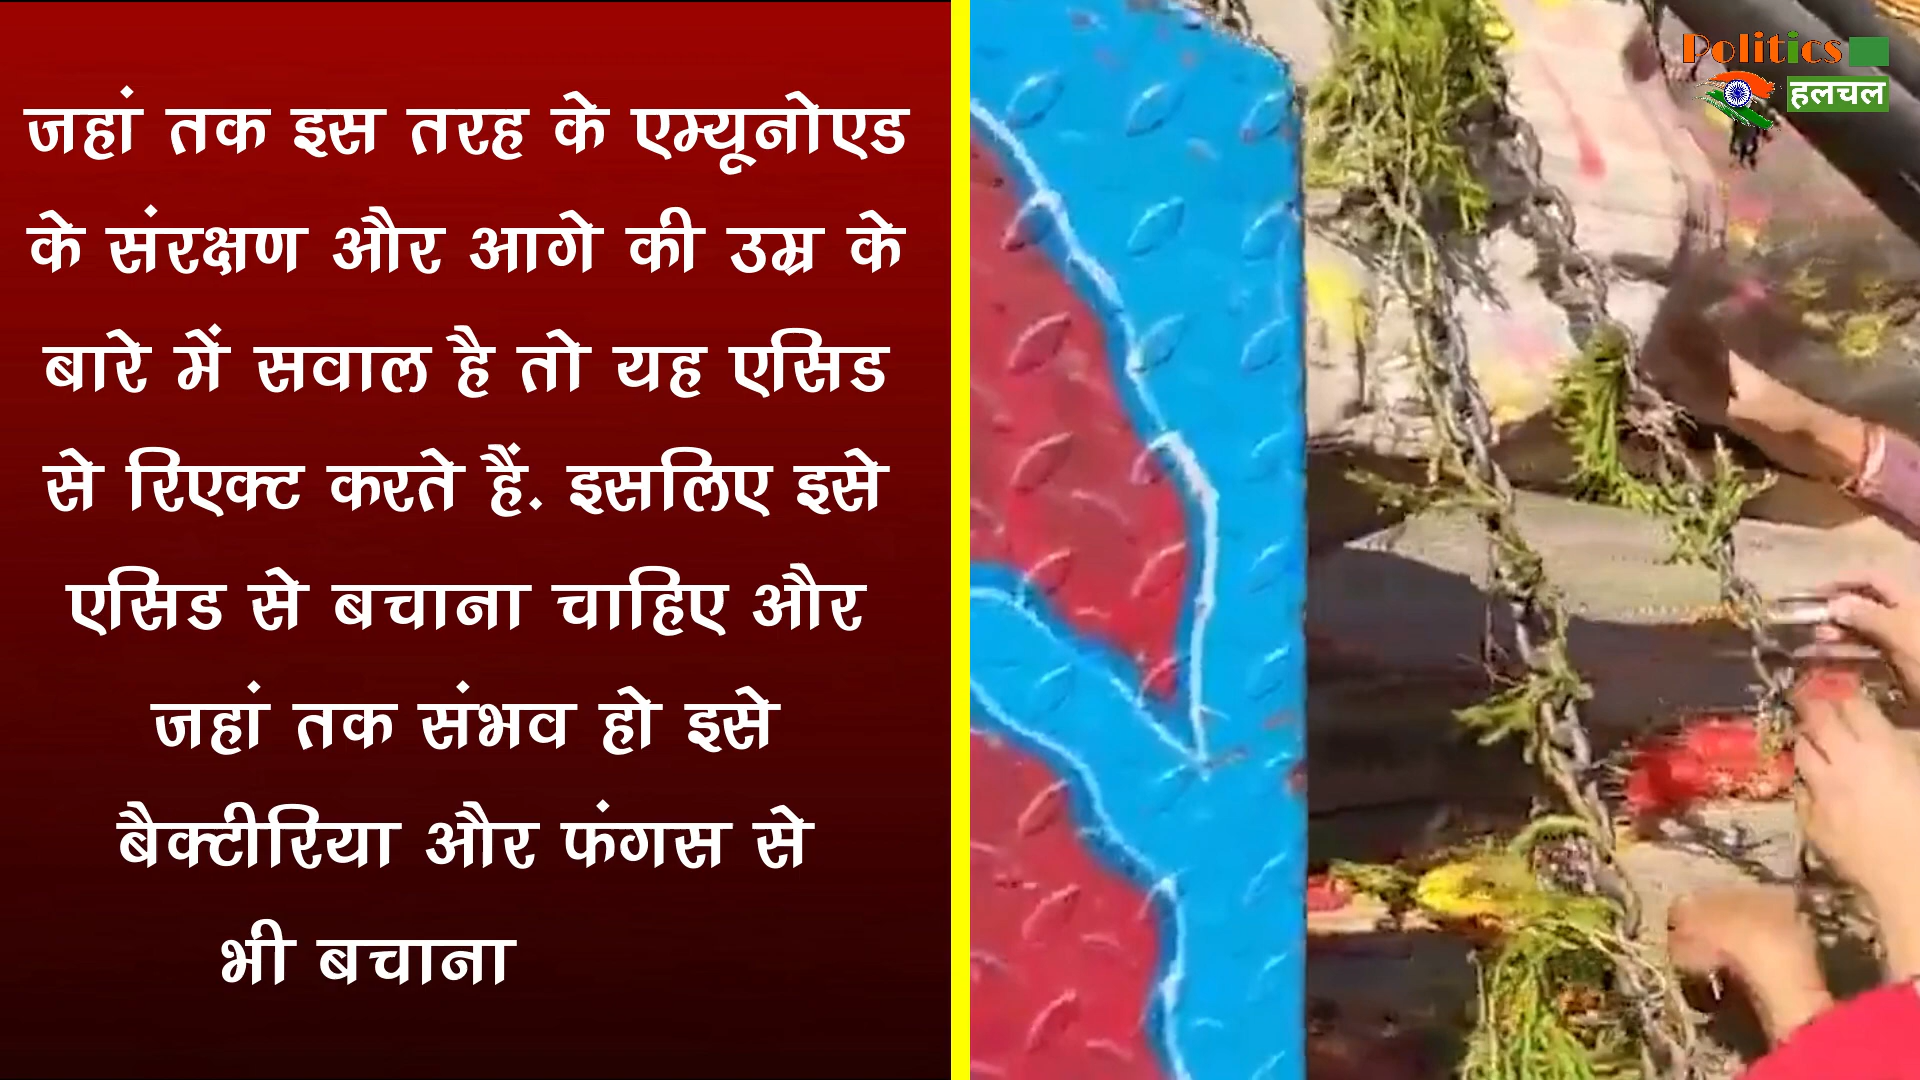 जहां तक इस तरह के एम्यूनोएड
के संरक्षण और आगे की उम्र के
बारे में सवाल है तो यह एसिड
से रिएक्ट करते हैं. इसलिए इसे
एसिड से बचाना चाहिए और
जहां तक संभव हो इसे
बैक्टीरिया और फंगस से
भी बचाना
Politics
हलचल